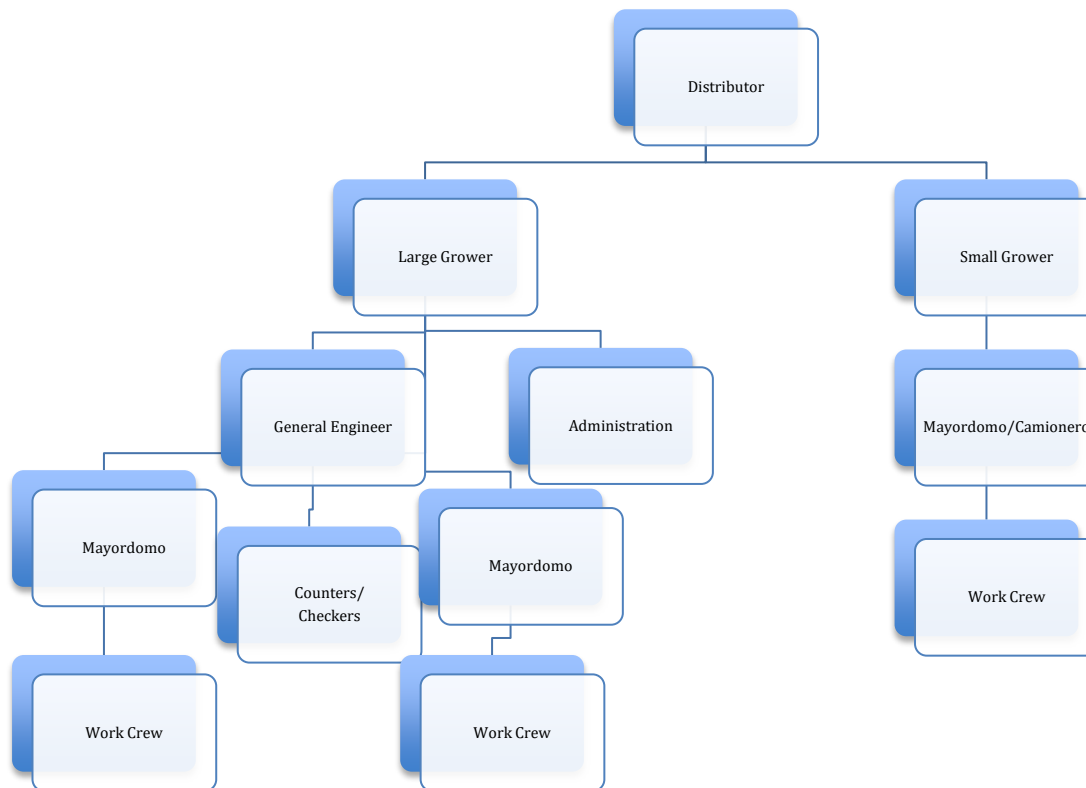 Distributor
Large Grower
Small Grower
General Engineer
Administration
Mayordomo/Camionero
Mayordomo
Counters/
Checkers
Mayordomo
Work Crew
Work Crew
Work Crew